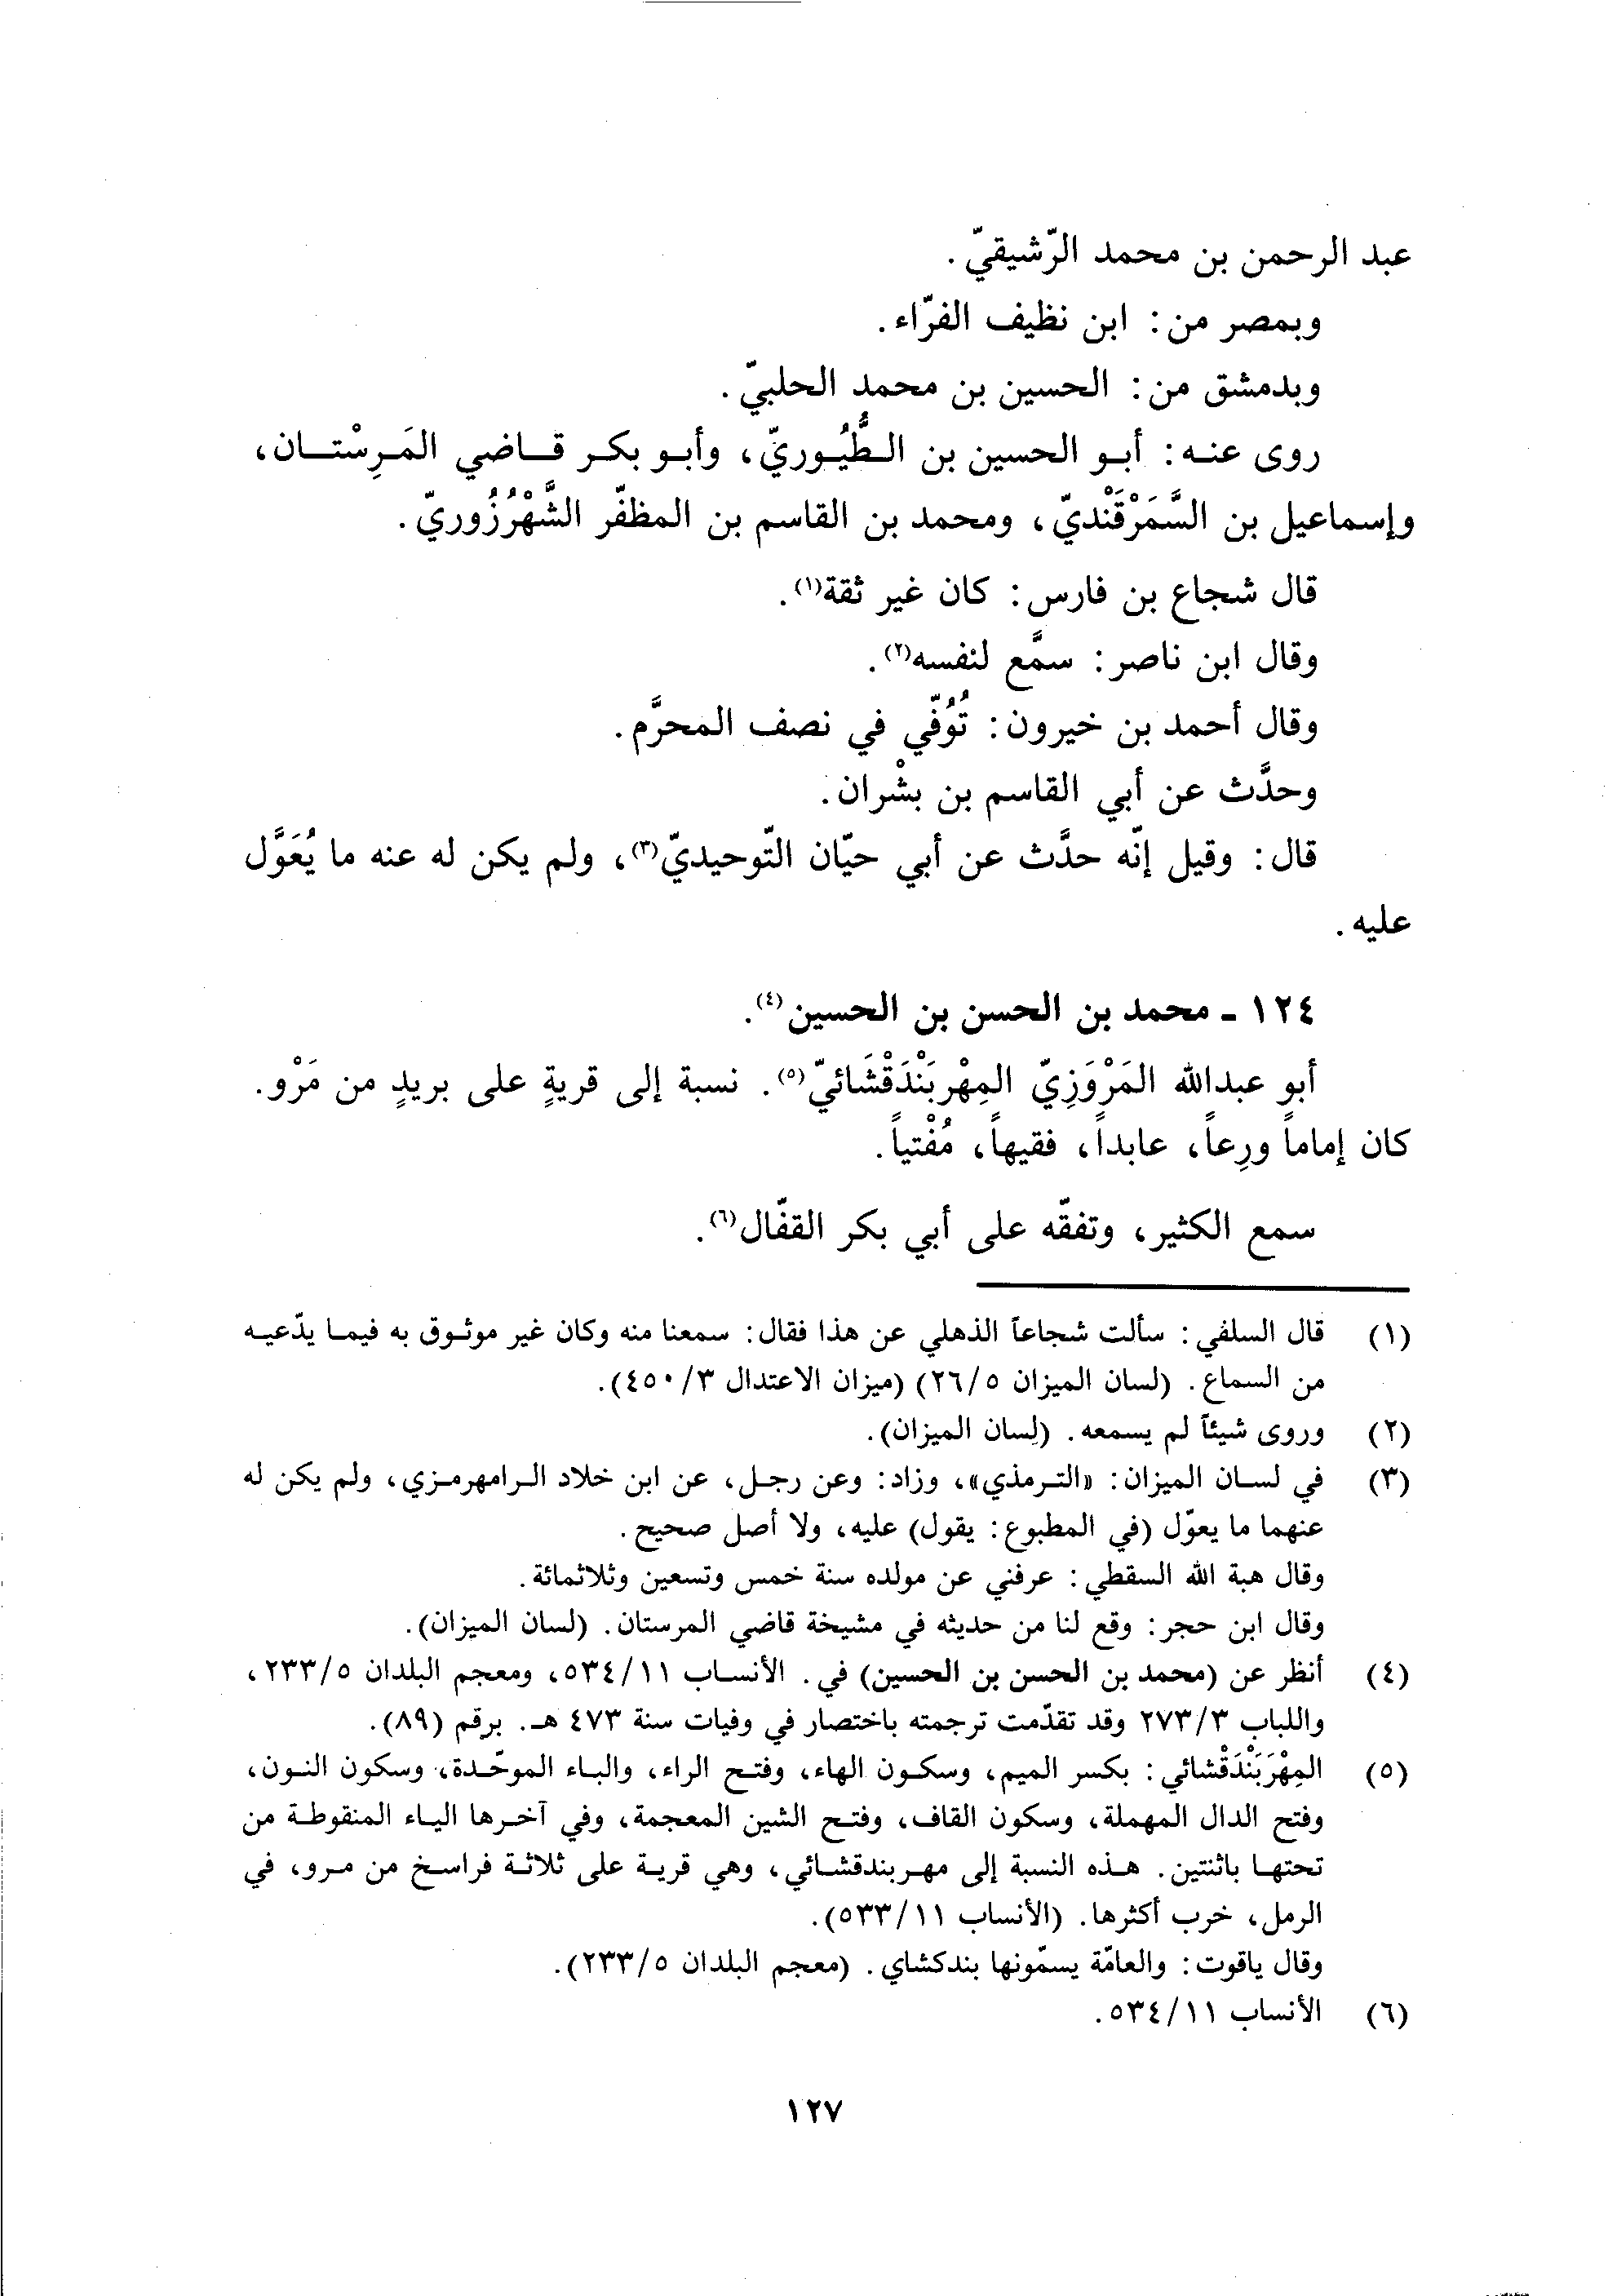 عبد الرحمن بن محمد الرّشيقيّ.
وبمصر من: ابن نظيف الفرّاء.
وبدمشق من: الحسين بن محمد الحلبيّ.
روى عنه: أبو الحسين بن الطُّيُوريّ، وأبو بكر قاضي المَرِسْتان،
وإسماعيل بن السَّمَرْقَنْديّ، ومحمد بن القاسم بن المظفّر الشَّهْرُزُوريّ.
قال شجاع بن فارس: كان غير ثقة(١).
وقال ابن ناصر: سمَّع لنفسه(٢).
وقال أحمد بن خيرون: تُوُفّي في نصف المحرَّم.
وحدَّث عن أبي القاسم بن بشْران.
قال: وقيل إنّه حدَّث عن أبي حيّان التّوحيديّ(٣)، ولم يكن له عنه ما يُعَوَّل
عليه.
١٢٤ ـ محمد بن الحسن بن الحسين(٤).
أبو عبدالله المَرْوَزِيّ المِهْربَنْدَقْشَائيّ(٥). نسبة إلى قريةٍ على بريدٍ من مَرْو.
كان إماماً ورِعاً، عابداً، فقيهاً، مُفْتياً.
سمع الكثير، وتفقّه على أبي بكر القفّال(٦).
(١) قال السلفي: سألت شجاعاً الذهلي عن هذا فقال: سمعنا منه وكان غير موثوق به فيما يدّعيه
من السماع. (لسان الميزان ٢٦/٥) (ميزان الاعتدال ٤٥٠/٣).
(٢) وروى شيئاً لم يسمعه. (لسان الميزان).
(٣) في لسان الميزان: «الترمذي»، وزاد: وعن رجل، عن ابن خلاد الرامهرمزي، ولم يكن له
عنهما ما يعوّل (في المطبوع: يقول) عليه، ولا أصل صحيح.
وقال هبة الله السقطي: عرفني عن مولده سنة خمس وتسعين وثلاثمائة.
وقال ابن حجر: وقع لنا من حديثه في مشيخة قاضي المرستان. (لسان الميزان).
(٤) أنظر عن (محمد بن الحسن بن الحسين) في. الأنساب ٥٣٤/١١، ومعجم البلدان ٢٣٣/٥،
واللباب ٢٧٣/٣ وقد تقدّمت ترجمته باختصار في وفيات سنة ٤٧٣ هـ. برقم (٨٩).
(٥) المِهْرَبَنْدَقْشائي: بكسر الميم، وسكون الهاء، وفتح الراء، والباء الموحّدة، وسكون النون،
وفتح الدال المهملة، وسكون القاف، وفتح الشين المعجمة، وفي آخرها الياء المنقوطة من
تحتها باثنتين. هذه النسبة إلى مهربندقشائي، وهي قرية على ثلاثة فراسخ من مرو، في
الرمل، خرب أكثرها. (الأنساب ٥٣٣/١١).
وقال ياقوت: والعامّة يسمّونها بندكشاي. (معجم البلدان ٢٣٣/٥).
(٦) الأنساب ٥٣٤/١١.
١٢٧